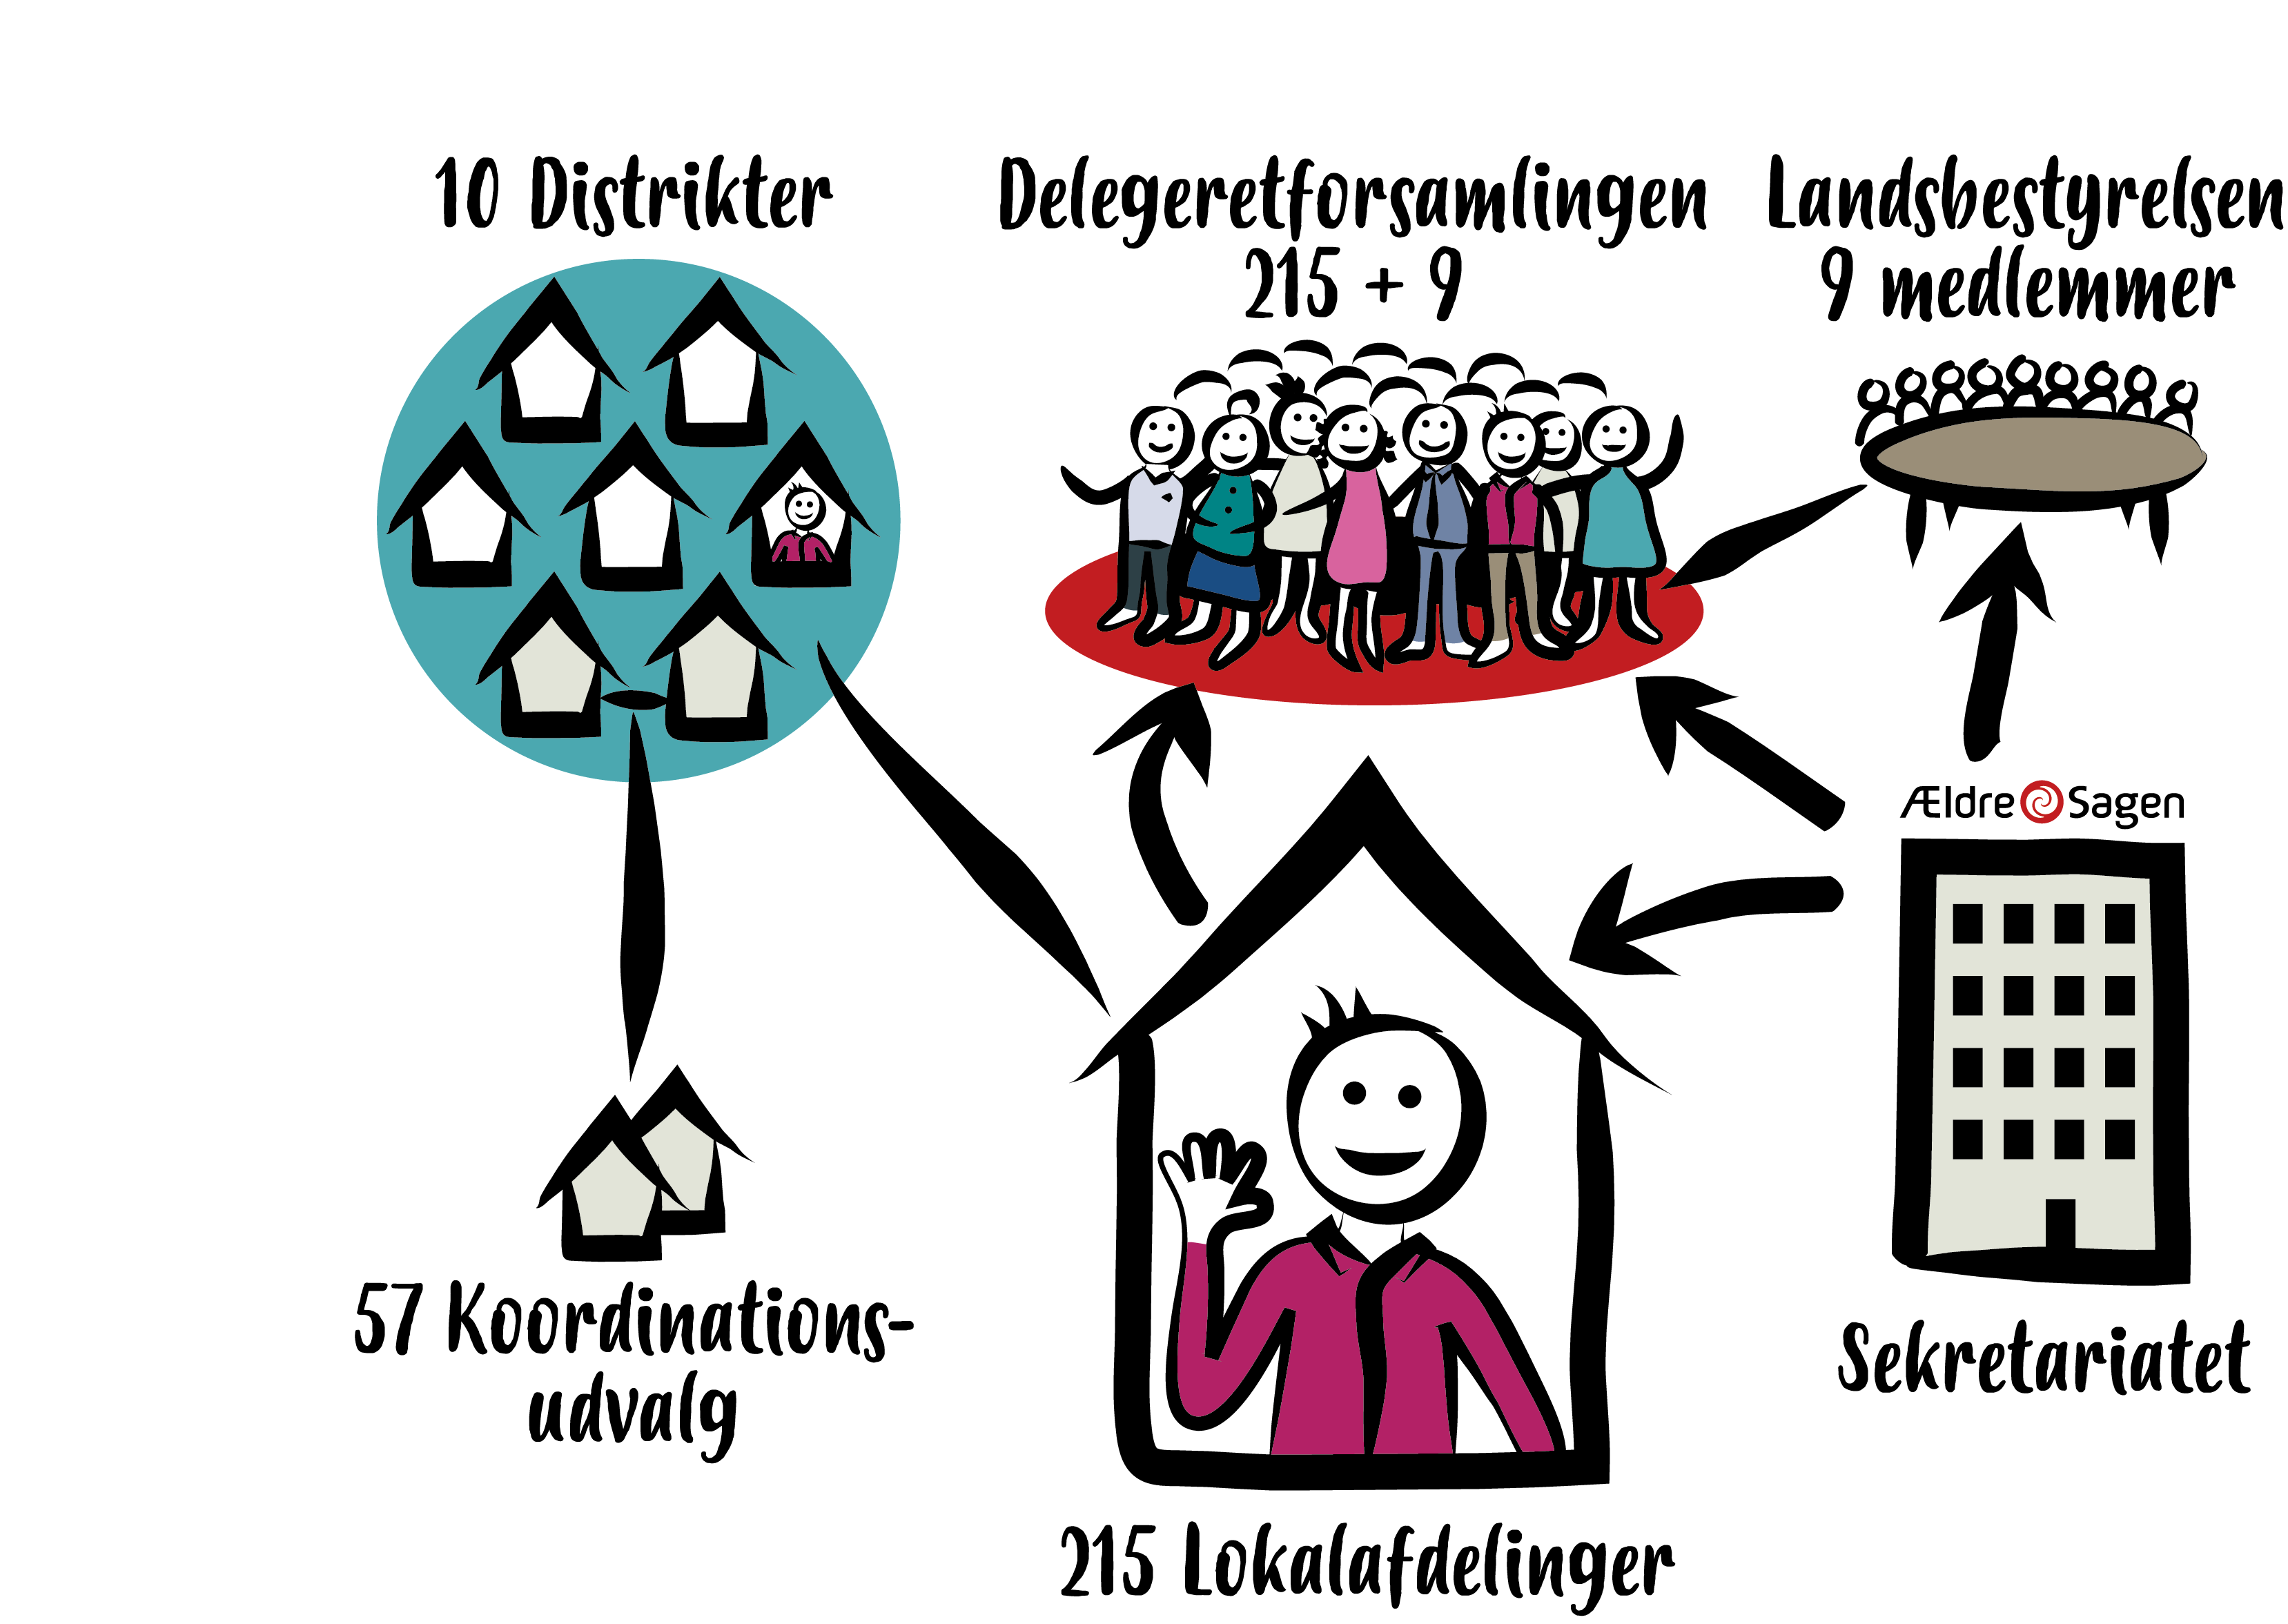 10 Distrikter
Delegeretforsamlingen
215 + 9
Landsbestyrelsen
9 medlemmer
ÆldreSagen
57 Koordinations-
udvalg
Sekretariatet
215 Lokalafdelinger